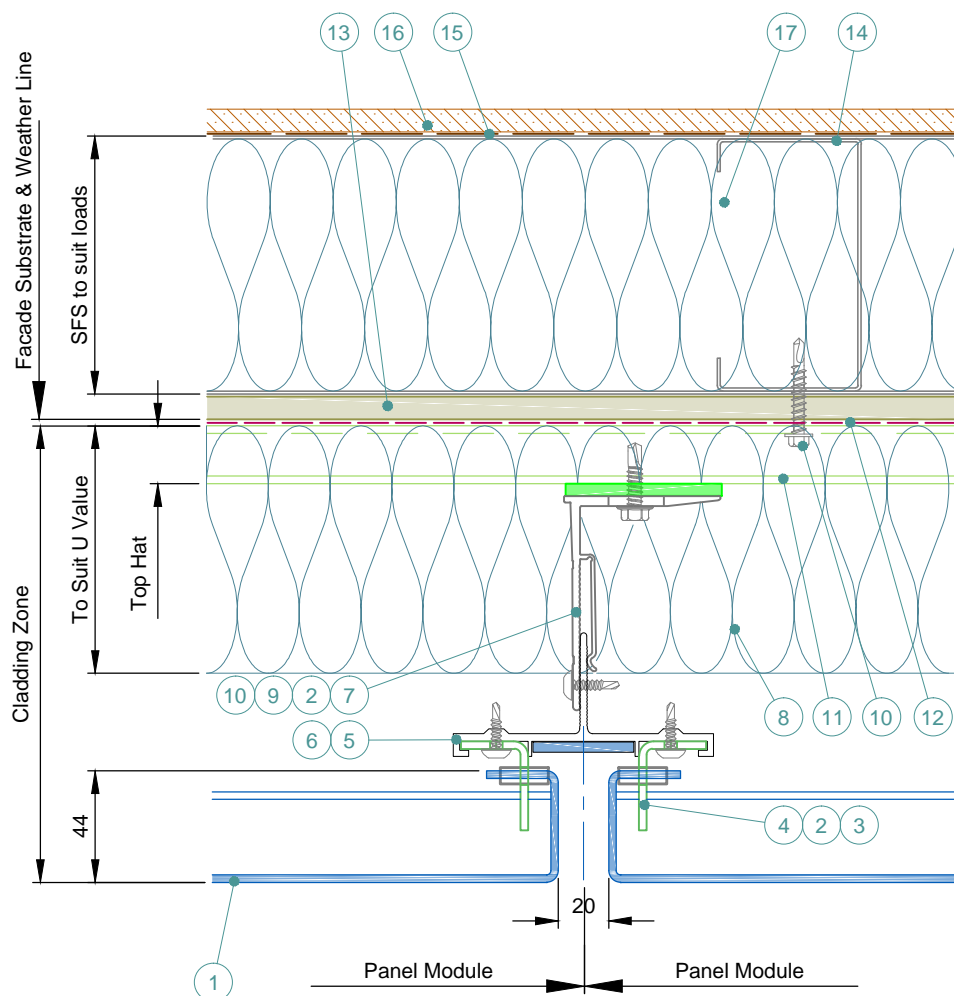 13 16 15 17 14
Facade Substrate & Weather Line
SFS to suit loads
Cladding Zone
To Suit U Value
Top Hat
10 9 2 7 8 11 10 12
6 5
4 2 3
44
20
1
Panel Module Panel Module